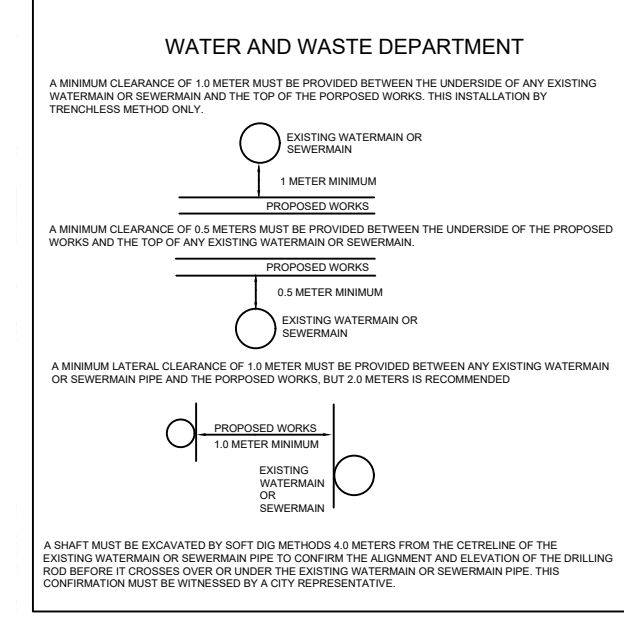 WATER AND WASTE DEPARTMENT
A MINIMUM CLEARANCE OF 1.0 METER MUST BE PROVIDED BETWEEN THE UNDERSIDE OF ANY EXISTING
WATERMAIN OR SEWERMAIN AND THE TOP OF THE PORPOSED WORKS. THIS INSTALLATION BY
TRENCHLESS METHOD ONLY.
EXISTING WATERMAIN OR
SEWERMAIN
1 METER MINIMUM
PROPOSED WORKS
A MINIMUM CLEARANCE OF 0.5 METERS MUST BE PROVIDED BETWEEN THE UNDERSIDE OF THE PROPOSED
WORKS AND THE TOP OF ANY EXISTING WATERMAIN OR SEWERMAIN.
PROPOSED WORKS
0.5 METER MINIMUM
EXISTING WATERMAIN OR
SEWERMAIN
A MINIMUM LATERAL CLEARANCE OF 1.0 METER MUST BE PROVIDED BETWEEN ANY EXISTING WATERMAIN
OR SEWERMAIN PIPE AND THE PORPOSED WORKS, BUT 2.0 METERS IS RECOMMENDED
PROPOSED WORKS
1.0 METER MINIMUM
EXISTING
WATERMAIN
OR
SEWERMAIN
A SHAFT MUST BE EXCAVATED BY SOFT DIG METHODS 4.0 METERS FROM THE CETRELINE OF THE
EXISTING WATERMAIN OR SEWERMAIN PIPE TO CONFIRM THE ALIGNMENT AND ELEVATION OF THE DRILLING
ROD BEFORE IT CROSSES OVER OR UNDER THE EXISTING WATERMAIN OR SEWERMAIN PIPE. THIS
CONFIRMATION MUST BE WITNESSED BY A CITY REPRESENTATIVE.